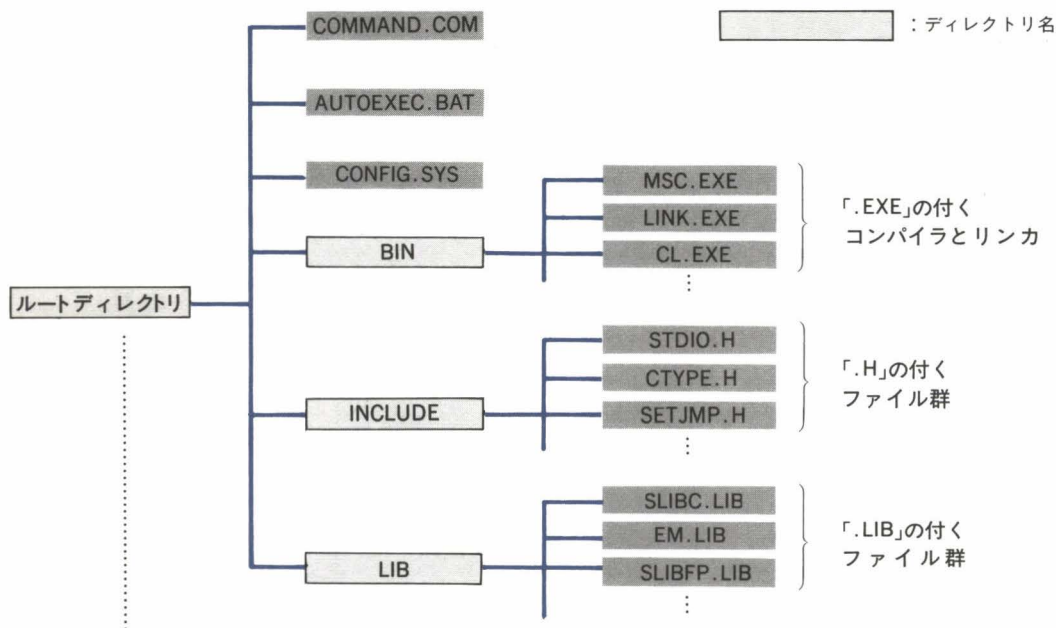 COMMAND.COM
：ディレクトリ名
AUTOEXEC.BAT
CONFIG.SYS
MSC.EXE
LINK.EXE
CL.EXE
⋮
「.EXE」の付く
コンパイラとリンカ
BIN
ルートディレクトリ
STDIO.H
CTYPE.H
SETJMP.H
⋮
「.H」の付く
ファイル群
INCLUDE
SLIBC.LIB
EM.LIB
SLIBFP.LIB
⋮
「.LIB」の付く
ファイル群
LIB